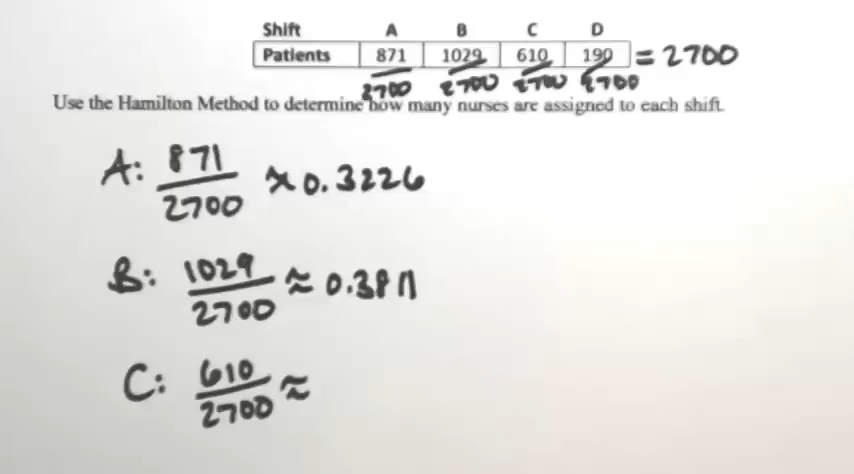 Shift A B C D
Patients 871 1029 610 190 = 2700
2700 2700 2700 2700
Use the Hamilton Method to determine how many nurses are assigned to each shift.
A: 871/2700 ≈ 0.3226
B: 1029/2700 ≈ 0.3811
C: 610/2700 ≈